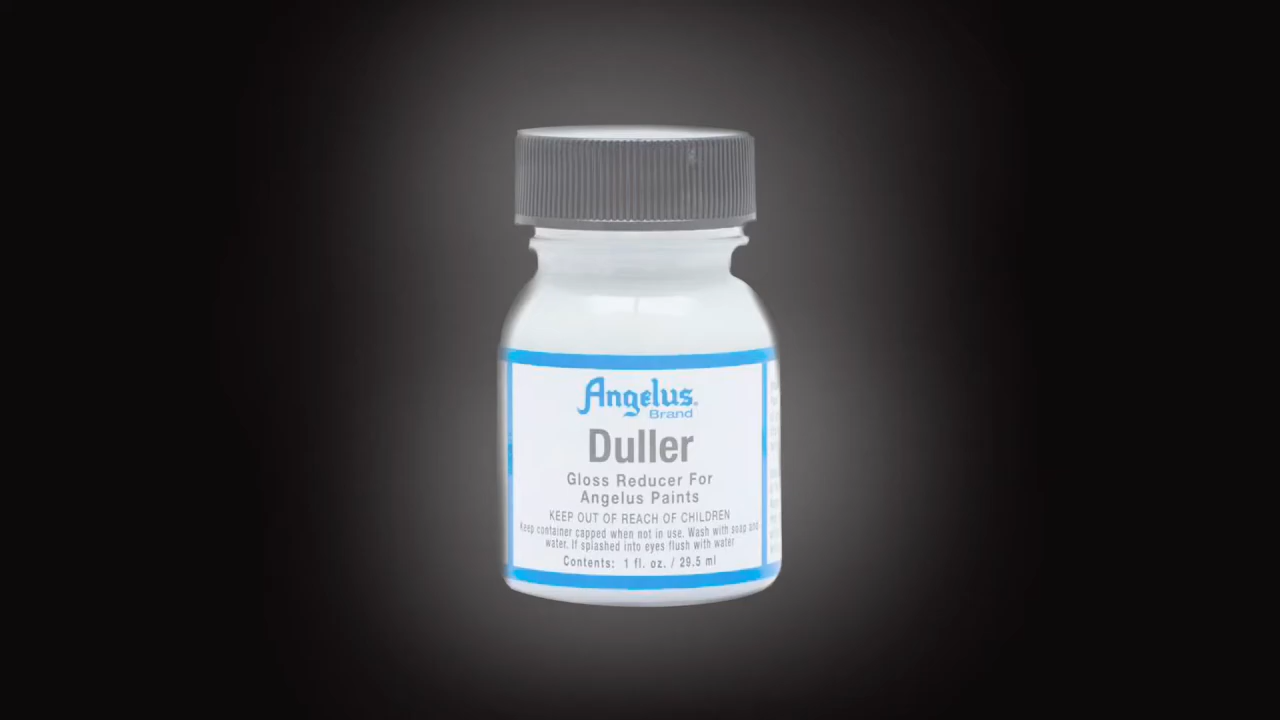 Angelus®
Brand
Duller
Gloss Reducer For
Angelus Paints
KEEP OUT OF REACH OF CHILDREN
Keep container capped when not in use. Wash with soap and
water. If splashed into eyes flush with water
Contents: 1 fl. oz. / 29.5 ml